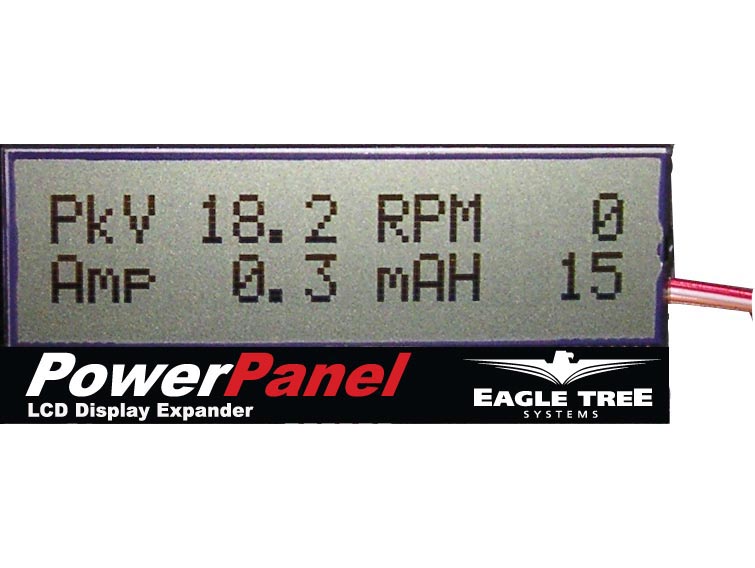 PkV 18.2 RPM 0
Amp 0.3 mAH 15
PowerPanel
LCD Display Expander
EAGLE TREE
SYSTEMS